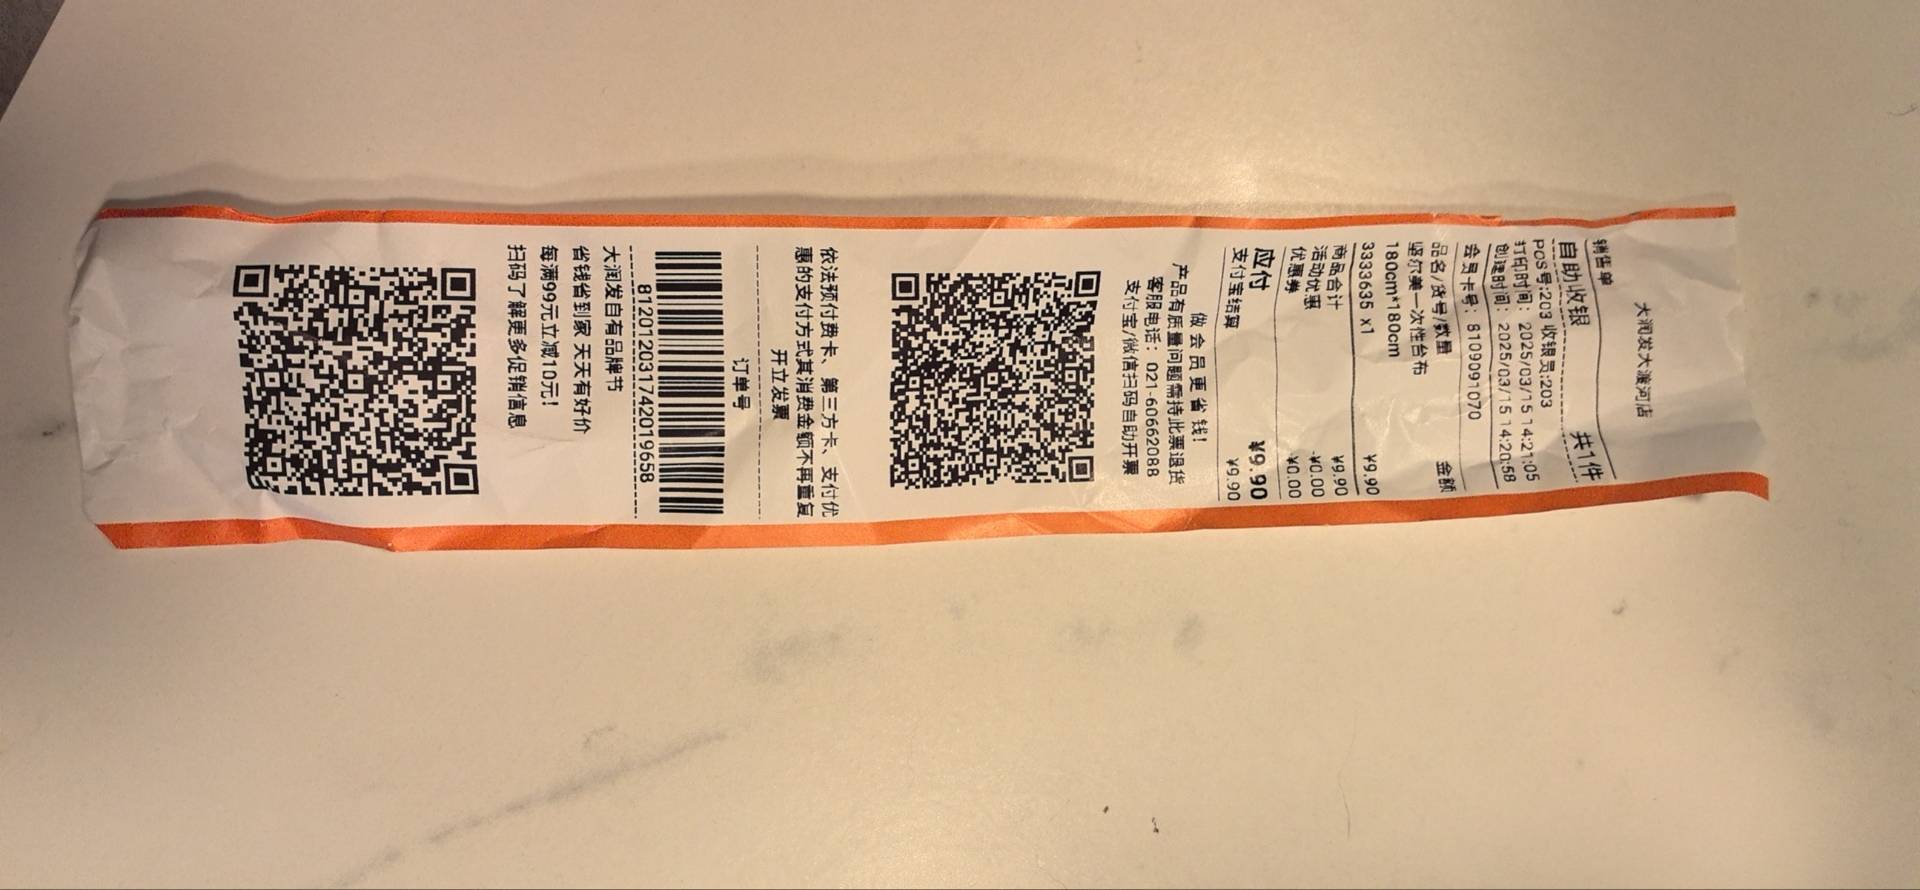 大润发大渡河店
销售单
自助收银 共1件
POS号:203 收银员:203
打印时间: 2025/03/15 14:21:05
创建时间: 2025/03/15 14:20:58
会员卡号: 8109091070
品名/货号/数量 金额
坚尔美一次性台布
180cm*180cm
3333635 x1 ¥9.90
商品合计 ¥9.90
活动优惠 -¥0.00
优惠券 ¥0.00
应付 ¥9.90
支付宝结算 ¥9.90
做会员更省钱!
产品有质量问题需持此票退货
客服电话: 021-60662088
支付宝/微信扫码自助开票
依法预付费卡、第三方卡、支付优
惠的支付方式其消费金额不再重复
开立发票
订单号
812012031742019658
大润发自有品牌节
省钱省到家 天天有好价
每满99元立减10元!
扫码了解更多促销信息